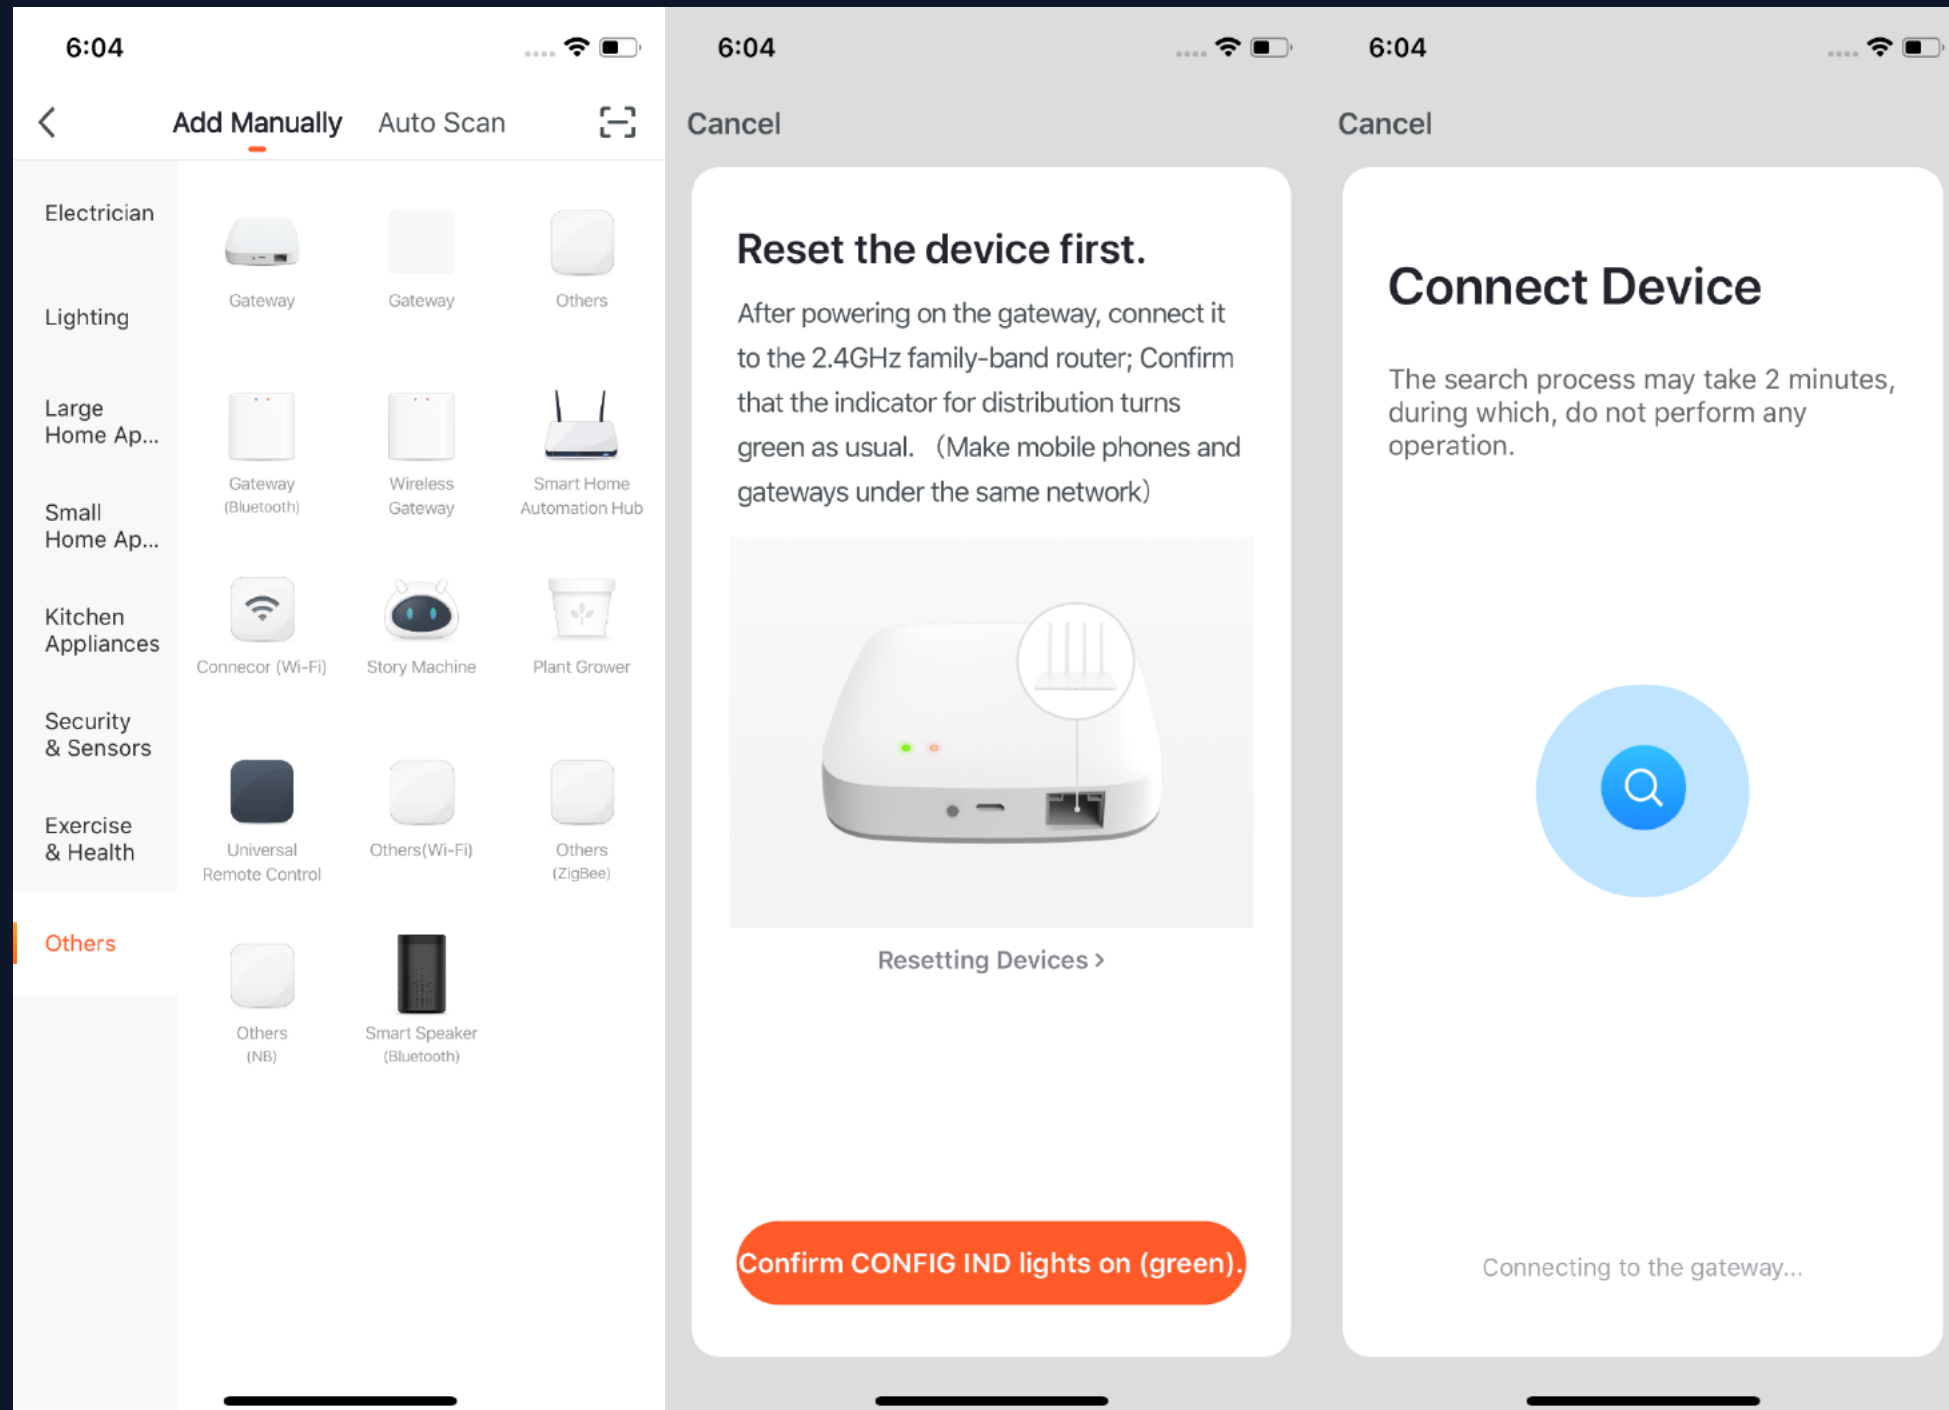 6:04
Add Manually
Auto Scan
Electrician
Lighting
Large
Home Ap...
Small
Home Ap...
Kitchen
Appliances
Security
& Sensors
Exercise
& Health
Others
Gateway
Gateway
Others
Gateway
(Bluetooth)
Wireless
Gateway
Smart Home
Automation Hub
Connecor (Wi-Fi)
Story Machine
Plant Grower
Universal
Remote Control
Others(Wi-Fi)
Others
(ZigBee)
Others
(NB)
Smart Speaker
(Bluetooth)
6:04
Cancel
Reset the device first.
After powering on the gateway, connect it
to the 2.4GHz family-band router; Confirm
that the indicator for distribution turns
green as usual. （Make mobile phones and
gateways under the same network）
Resetting Devices >
Confirm CONFIG IND lights on (green).
6:04
Cancel
Connect Device
The search process may take 2 minutes,
during which, do not perform any
operation.
Connecting to the gateway...